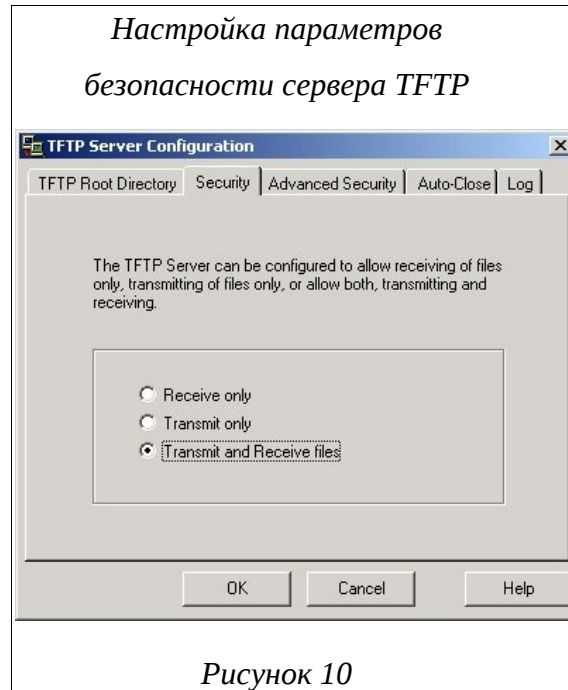 Настройка параметров
безопасности сервера TFTP
TFTP Server Configuration
TFTP Root Directory Security Advanced Security Auto-Close Log
The TFTP Server can be configured to allow receiving of files
only, transmitting of files only, or allow both, transmitting and
receiving.
Receive only
Transmit only
Transmit and Receive files
OK Cancel Help
Рисунок 10